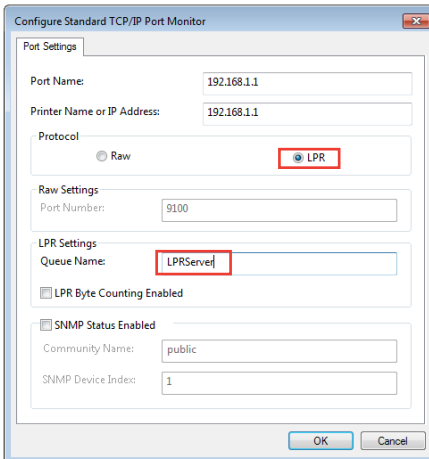 Configure Standard TCP/IP Port Monitor
Port Settings
Port Name: 192.168.1.1
Printer Name or IP Address: 192.168.1.1
Protocol
Raw LPR
Raw Settings
Port Number: 9100
LPR Settings
Queue Name: LPRServer
LPR Byte Counting Enabled
SNMP Status Enabled
Community Name: public
SNMP Device Index: 1
OK Cancel